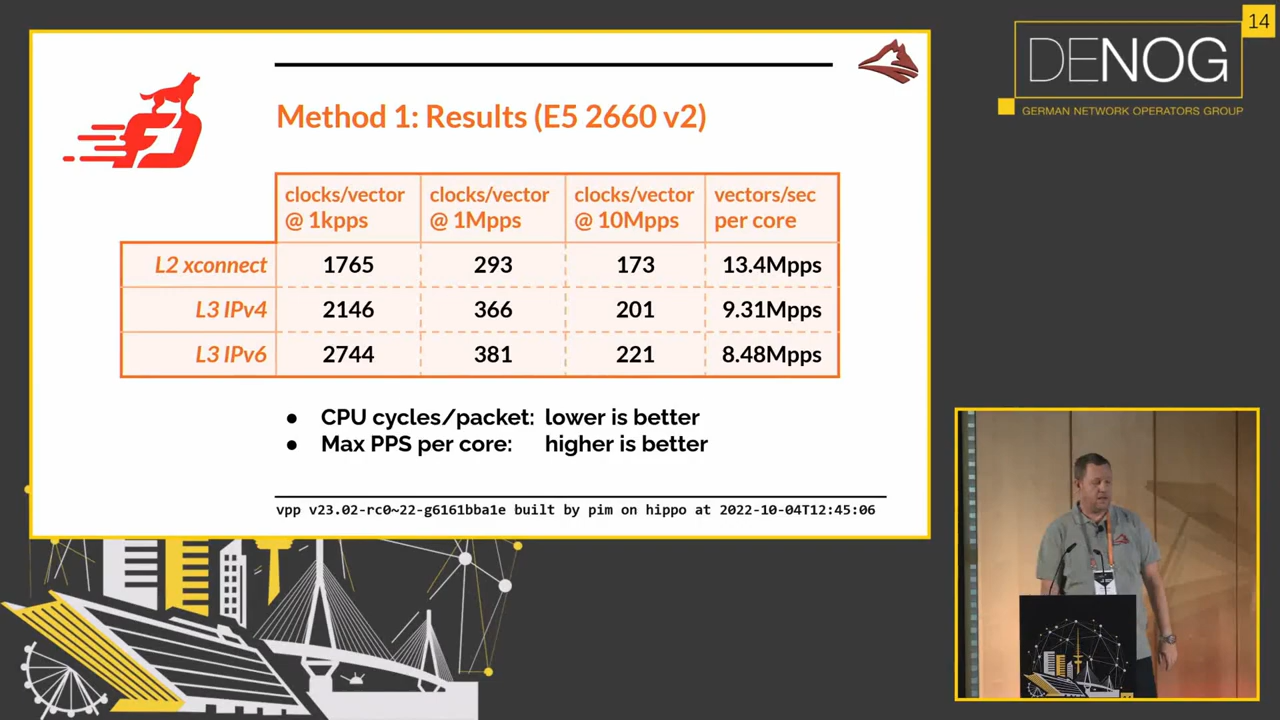 14
DENOG
GERMAN NETWORK OPERATORS GROUP
Method 1: Results (E5 2660 v2)
clocks/vector @ 1kpps
clocks/vector @ 1Mpps
clocks/vector @ 10Mpps
vectors/sec per core
L2 xconnect 1765 293 173 13.4Mpps
L3 IPv4 2146 366 201 9.31Mpps
L3 IPv6 2744 381 221 8.48Mpps
● CPU cycles/packet: lower is better
● Max PPS per core: higher is better
vpp v23.02-rc0~22-g6161bba1e built by pim on hippo at 2022-10-04T12:45:06